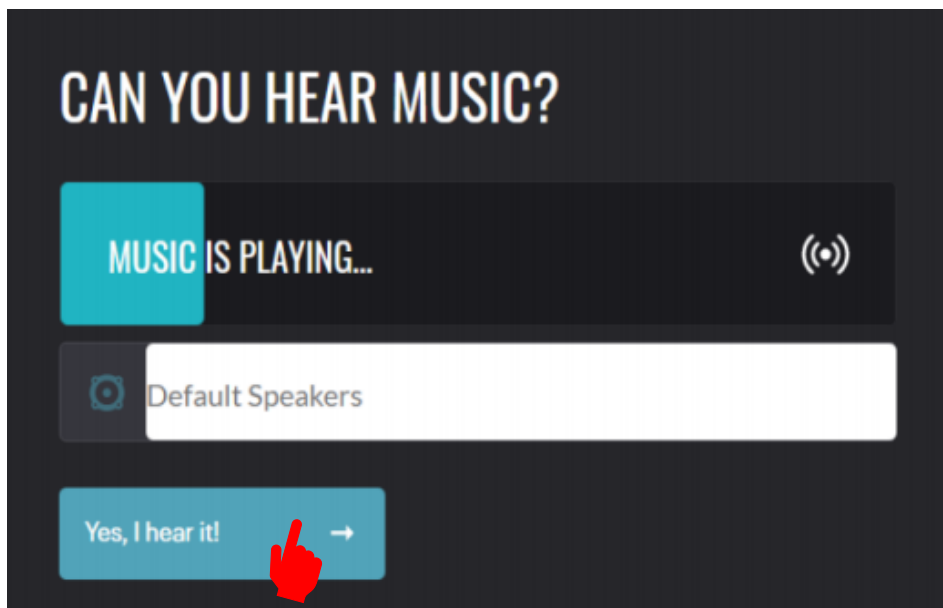 CAN YOU HEAR MUSIC?
MUSIC IS PLAYING...
Default Speakers
Yes, I hear it!